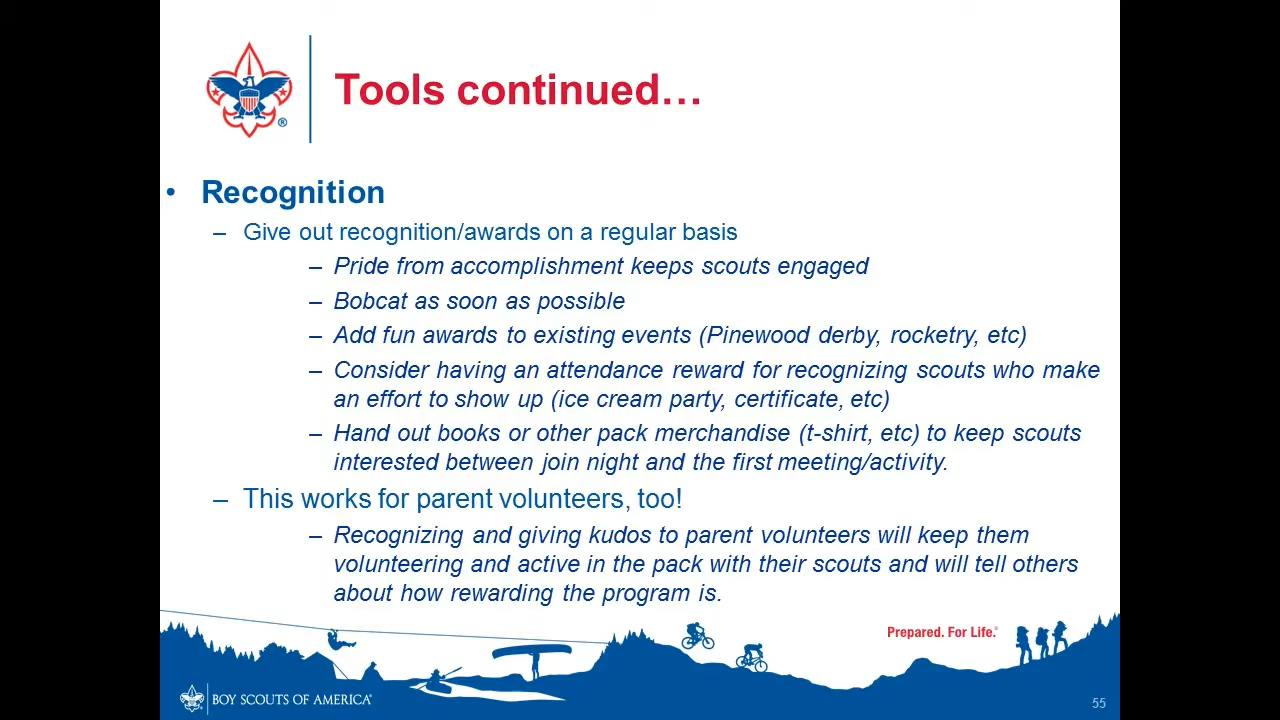 Tools continued…
• Recognition
– Give out recognition/awards on a regular basis
– Pride from accomplishment keeps scouts engaged
– Bobcat as soon as possible
– Add fun awards to existing events (Pinewood derby, rocketry, etc)
– Consider having an attendance reward for recognizing scouts who make
an effort to show up (ice cream party, certificate, etc)
– Hand out books or other pack merchandise (t-shirt, etc) to keep scouts
interested between join night and the first meeting/activity.
– This works for parent volunteers, too!
– Recognizing and giving kudos to parent volunteers will keep them
volunteering and active in the pack with their scouts and will tell others
about how rewarding the program is.
Prepared. For Life.®
BOY SCOUTS OF AMERICA®
55